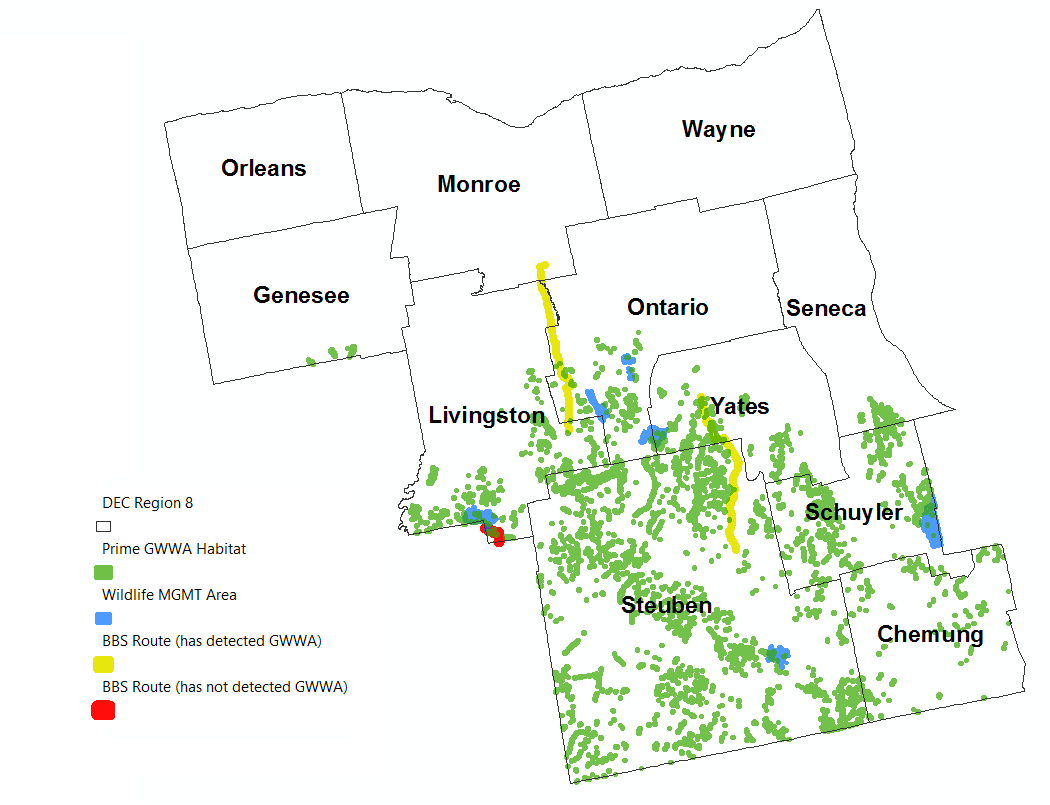 Wayne
Orleans
Monroe
Genesee
Ontario
Seneca
Yates
Livingston
Schuyler
Steuben
Chemung
DEC Region 8
Prime GWWA Habitat
Wildlife MGMT Area
BBS Route (has detected GWWA)
BBS Route (has not detected GWWA)